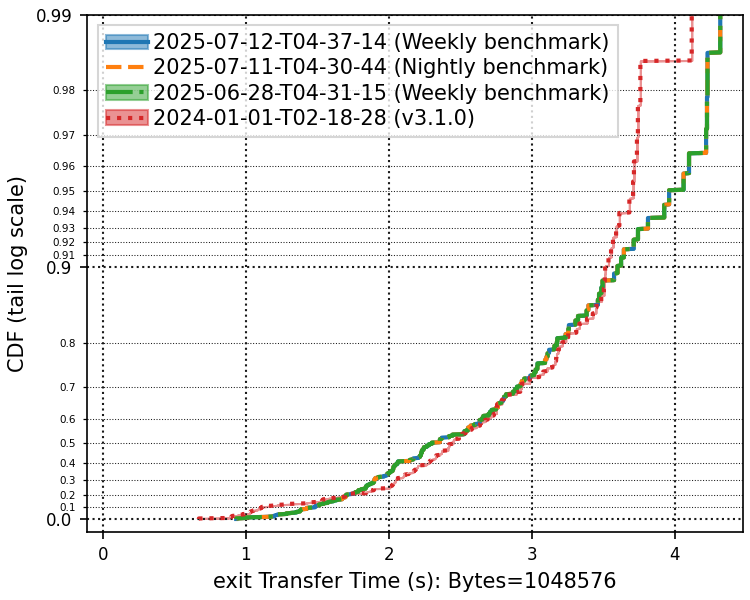 2025-07-12-T04-37-14 (Weekly benchmark)
2025-07-11-T04-30-44 (Nightly benchmark)
2025-06-28-T04-31-15 (Weekly benchmark)
2024-01-01-T02-18-28 (v3.1.0)
CDF (tail log scale)
0.99
0.98
0.97
0.96
0.95
0.94
0.93
0.92
0.91
0.9
0.8
0.7
0.6
0.5
0.4
0.3
0.2
0.1
0.0
0 1 2 3 4
exit Transfer Time (s): Bytes=1048576